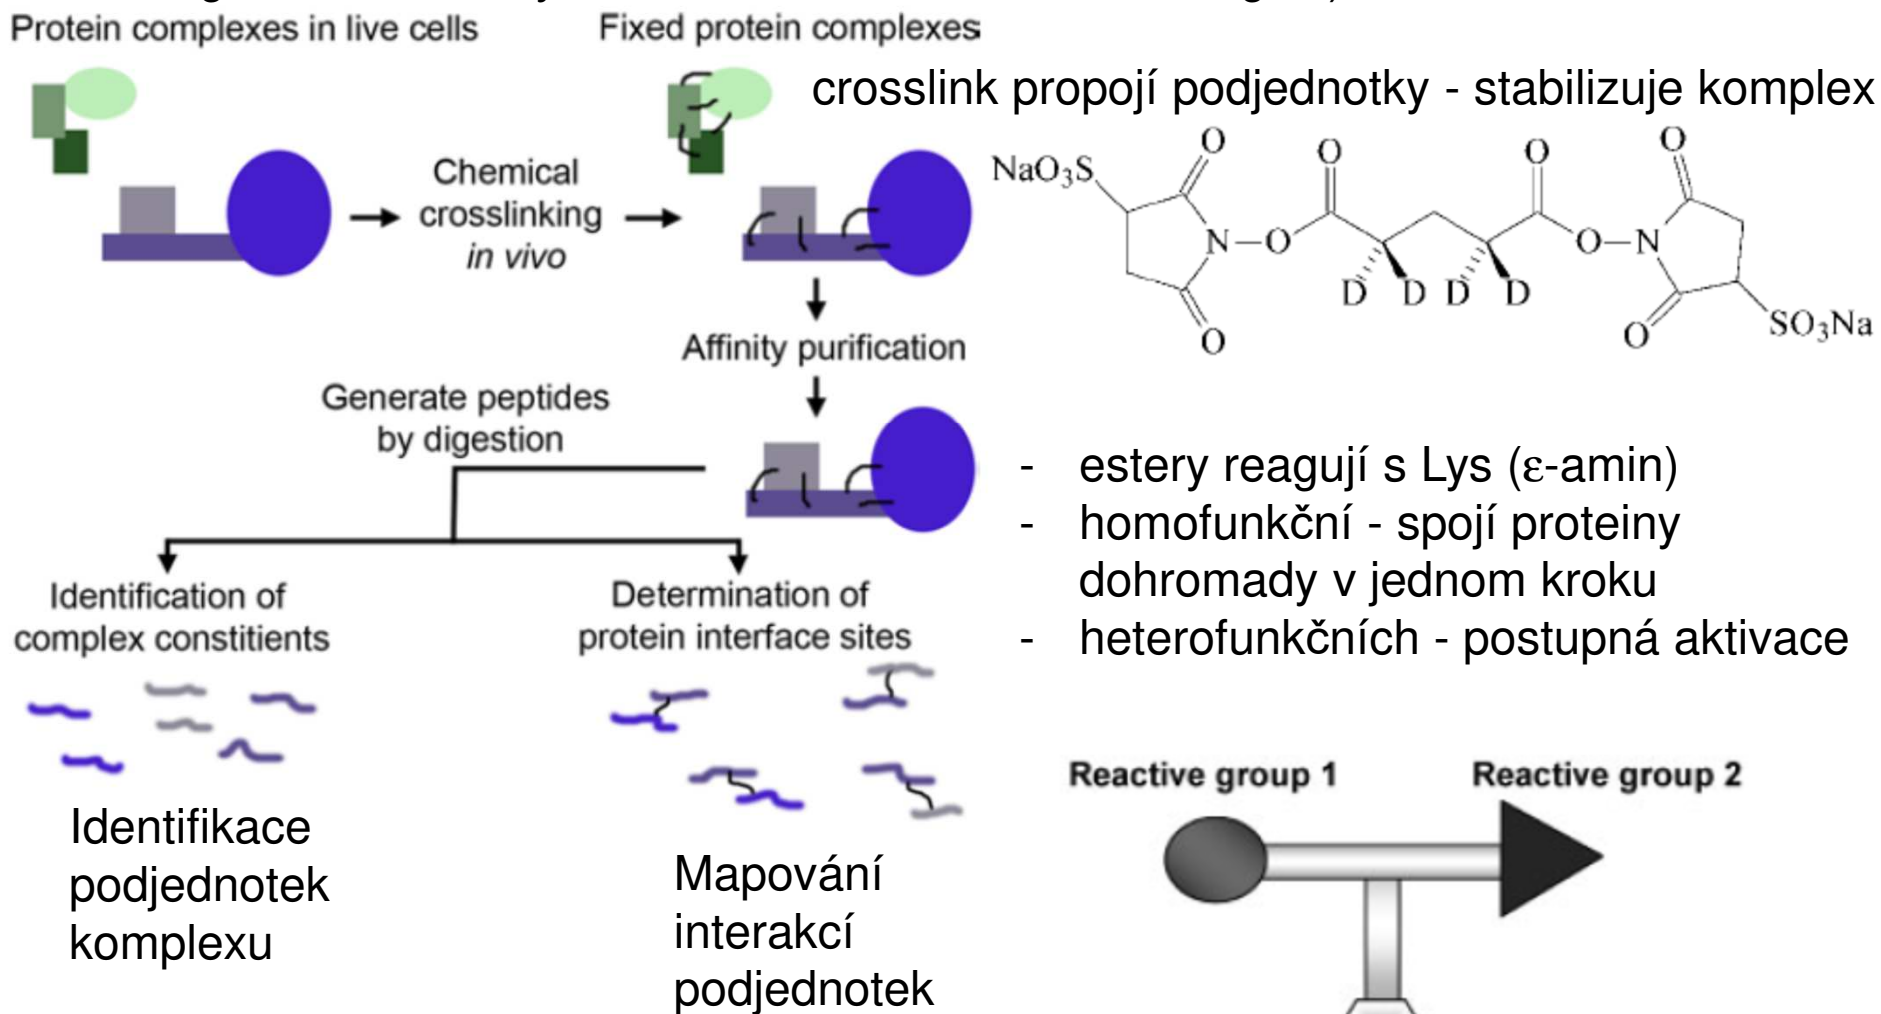 Protein complexes in live cells
Fixed protein complexes
crosslink propojí podjednotky - stabilizuje komplex
Chemical
crosslinking
in vivo
O
O
O
O
NaO₃S
N
O
O
N
D
D
D
D
O
O
SO₃Na
Affinity purification
Generate peptides
by digestion
- estery reagují s Lys (ε-amin)
- homofunkční - spojí proteiny
dohromady v jednom kroku
- heterofunkčních - postupná aktivace
Identification of
complex constitients
Determination of
protein interface sites
Identifikace
podjednotek
komplexu
Mapování
interakcí
podjednotek
Reactive group 1
Reactive group 2